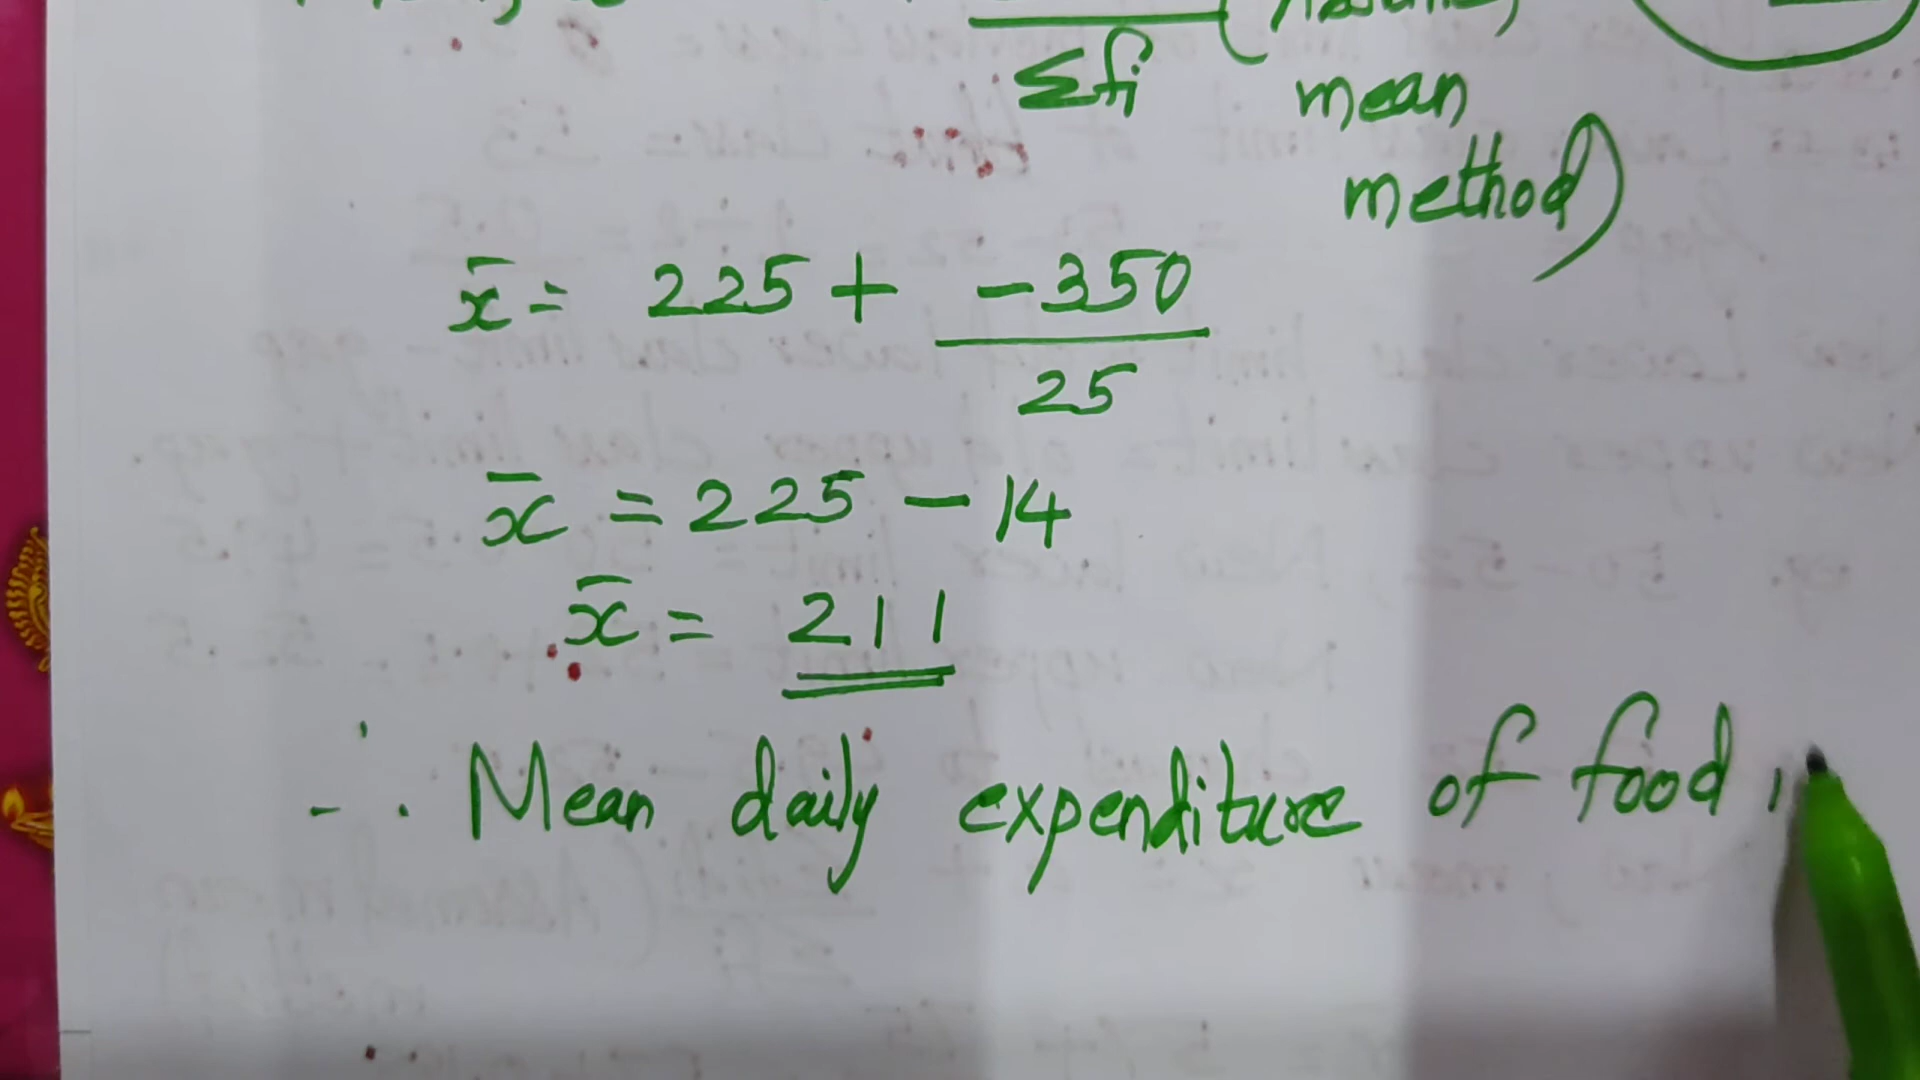 Σfi mean
method)
x̄ = 225 + -350
25
x̄ = 225 - 14
x̄ = 211
∴ Mean daily expenditure of food